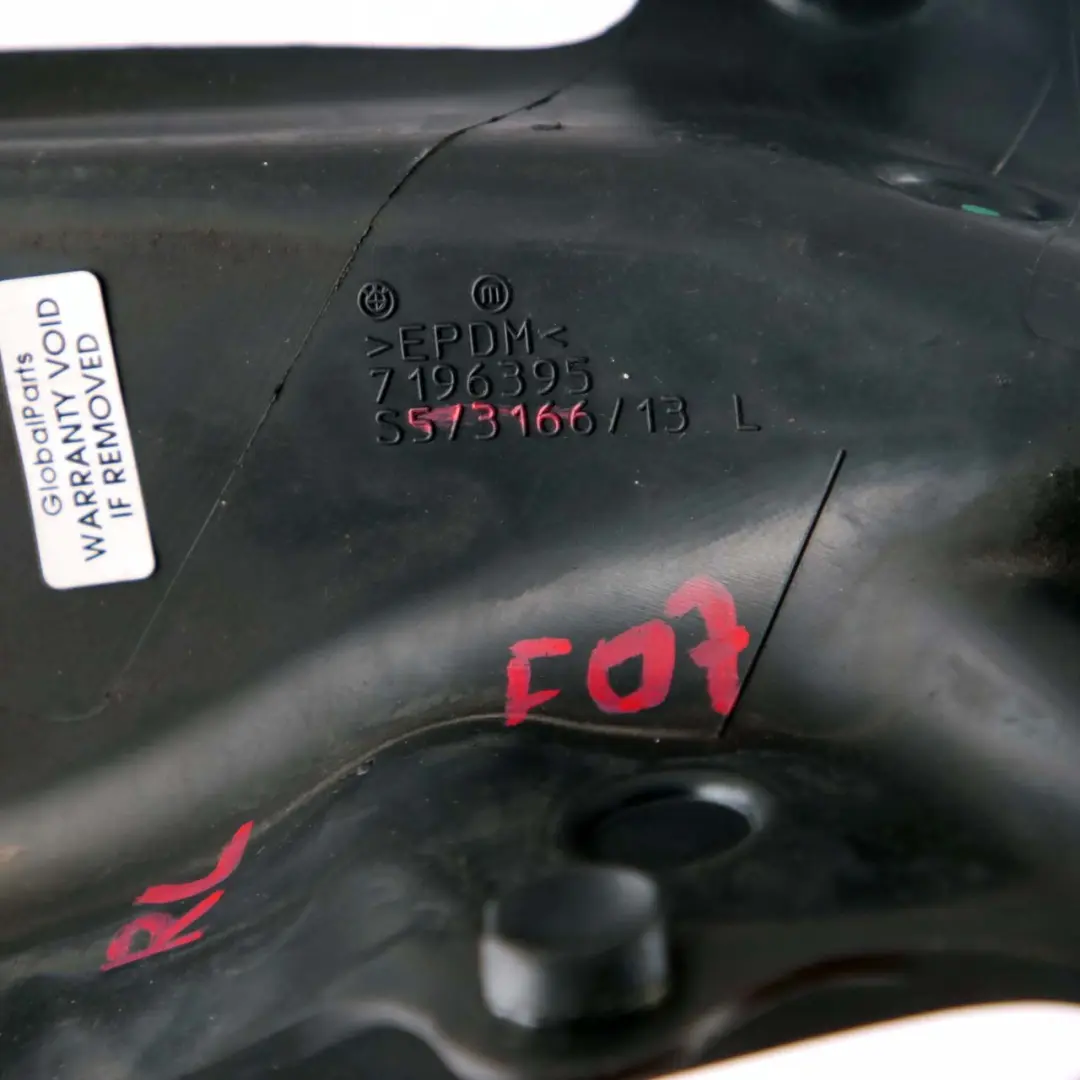 >EPDM<
7196395
S573166/13 L
GlobalParts
WARRANTY VOID
IF REMOVED
F07
RL